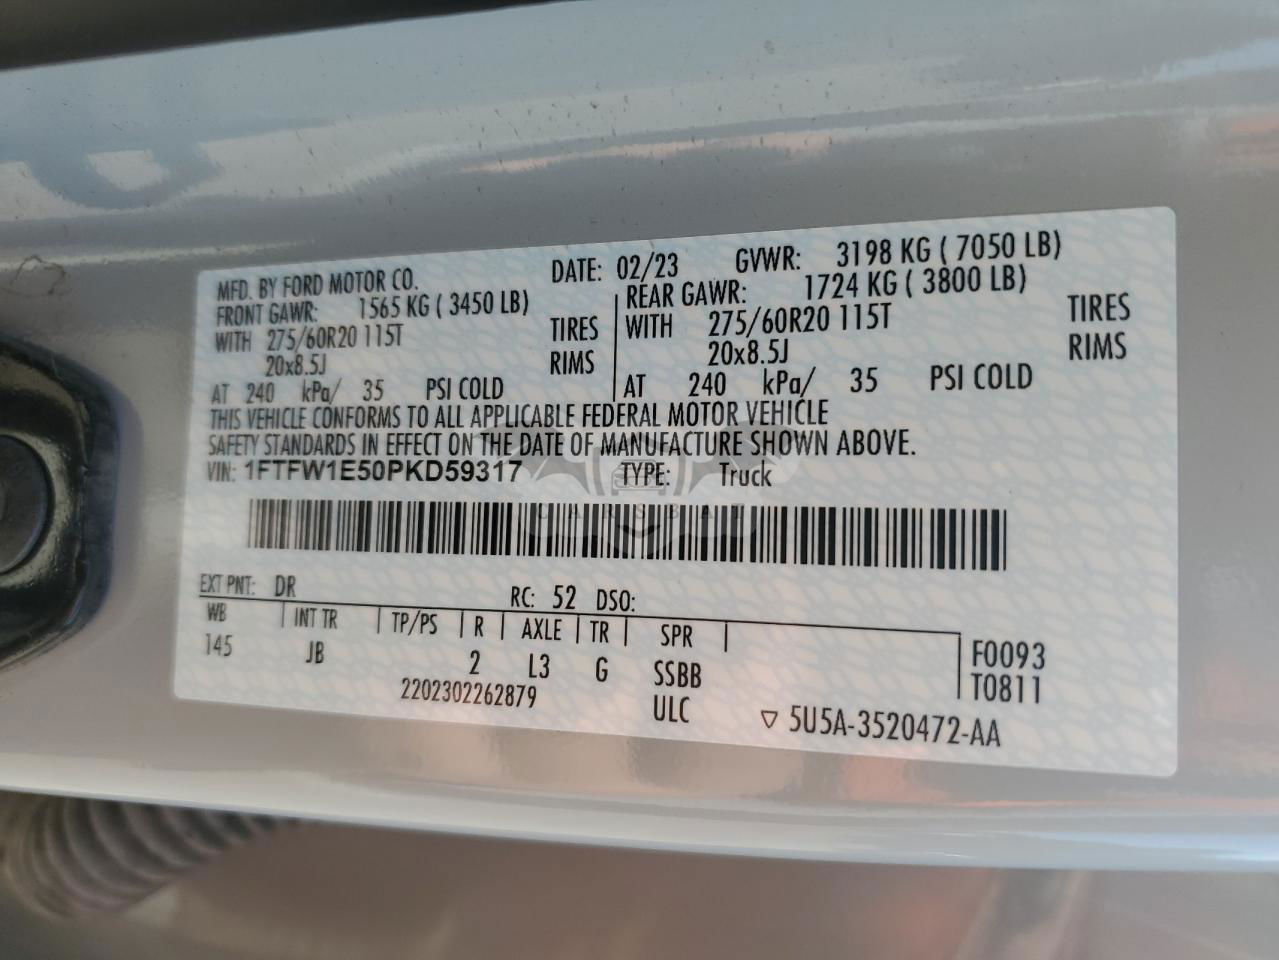 MFD. BY FORD MOTOR CO. DATE: 02/23 GVWR: 3198 KG ( 7050 LB)
FRONT GAWR: 1565 KG ( 3450 LB) REAR GAWR: 1724 KG ( 3800 LB)
WITH 275/60R20 115T TIRES WITH 275/60R20 115T TIRES
20x8.5J RIMS 20x8.5J RIMS
AT 240 kPa/ 35 PSI COLD AT 240 kPa/ 35 PSI COLD
THIS VEHICLE CONFORMS TO ALL APPLICABLE FEDERAL MOTOR VEHICLE
SAFETY STANDARDS IN EFFECT ON THE DATE OF MANUFACTURE SHOWN ABOVE.
VIN: 1FTFW1E50PKD59317 TYPE: Truck
CARSBAT
EXT PNT: DR RC: 52 DSO:
WB INT TR TP/PS R AXLE TR SPR
145 JB 2 L3 G SSBB F0093
2202302262879 ULC T0811
▽ 5U5A-3520472-AA